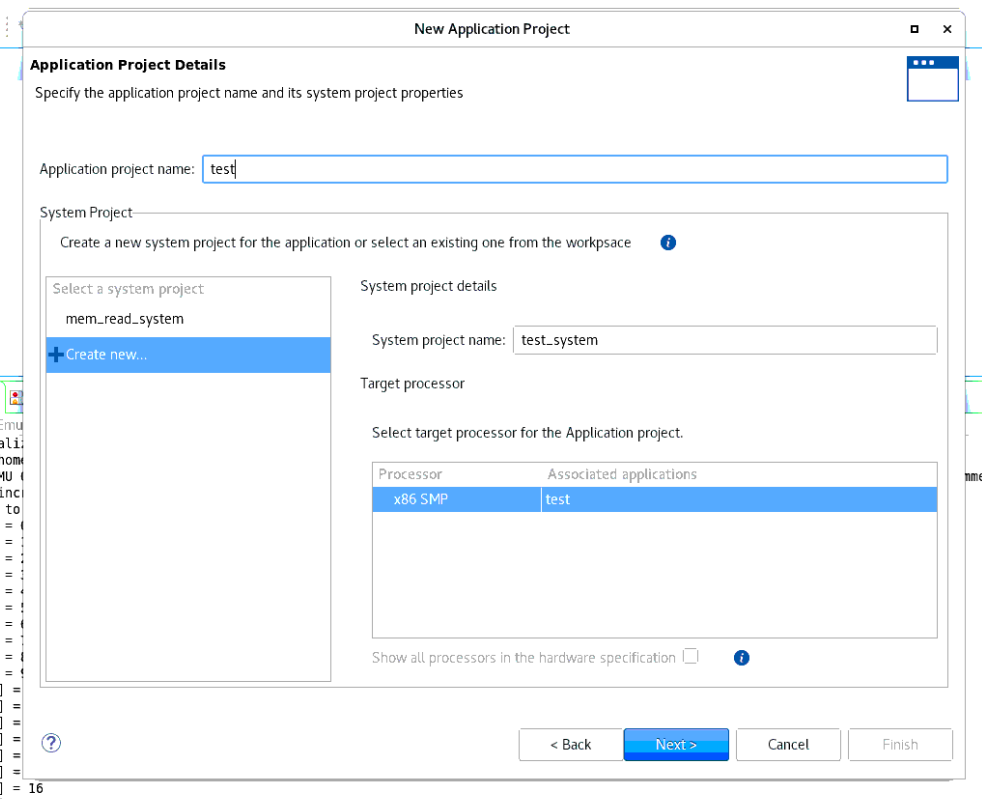 New Application Project
Application Project Details
Specify the application project name and its system project properties
Application project name: test
System Project
Create a new system project for the application or select an existing one from the workpsace
Select a system project
mem_read_system
Create new...
System project details
System project name: test_system
Target processor
Select target processor for the Application project.
Processor Associated applications
x86 SMP test
Show all processors in the hardware specification
< Back Next > Cancel Finish
] = 16